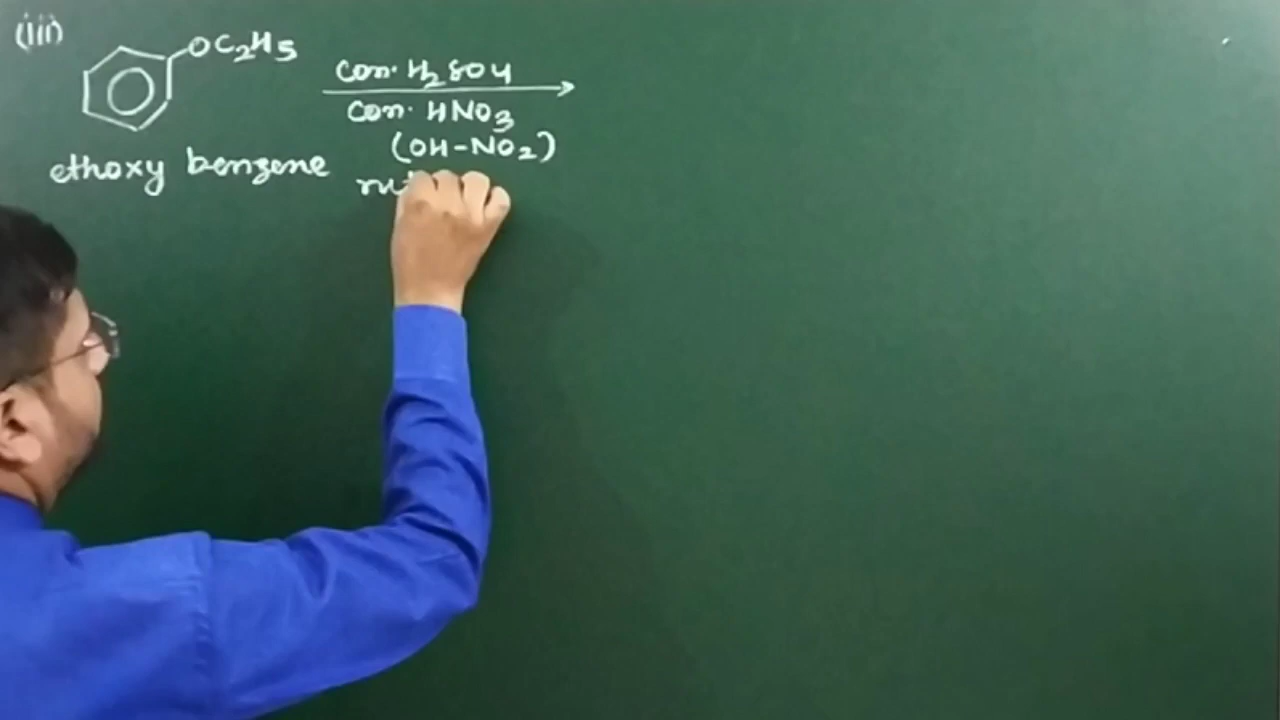 (iii)
OC2H5
con. H2SO4
con. HNO3
(OH-NO2)
ethoxy benzene